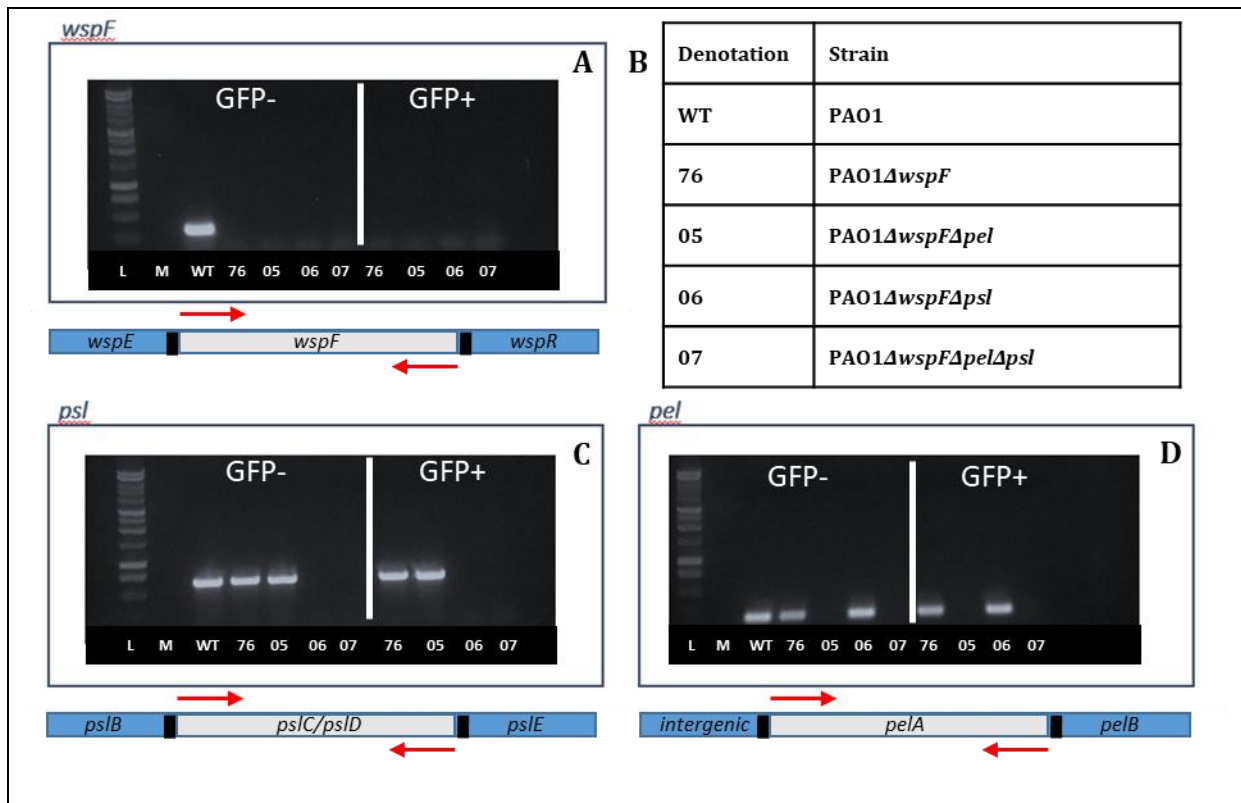 wspF
A
GFP- GFP+
L M WT 76 05 06 07 76 05 06 07
wspE wspF wspR
B
Denotation Strain
WT PAO1
76 PAO1ΔwspF
05 PAO1ΔwspFΔpel
06 PAO1ΔwspFΔpsl
07 PAO1ΔwspFΔpelΔpsl
psl
C
GFP- GFP+
L M WT 76 05 06 07 76 05 06 07
pslB pslC/pslD pslE
pel
D
GFP- GFP+
L M WT 76 05 06 07 76 05 06 07
intergenic pelA pelB